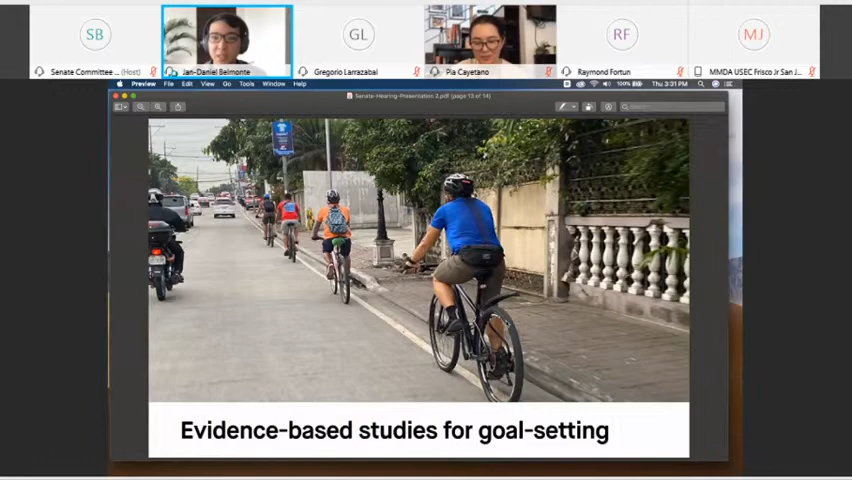 SB
GL
RF
MJ
Senate Committee ... (Host)
Jan-Daniel Belmonte
Gregorio Larrazabal
Pia Cayetano
Raymond Fortun
MMDA USEC Frisco Jr San J...
Preview File Edit View Go Tools Window Help
100% Thu 3:31 PM
Senate-Hearing-Presentation 2.pdf (page 13 of 14)
Evidence-based studies for goal-setting